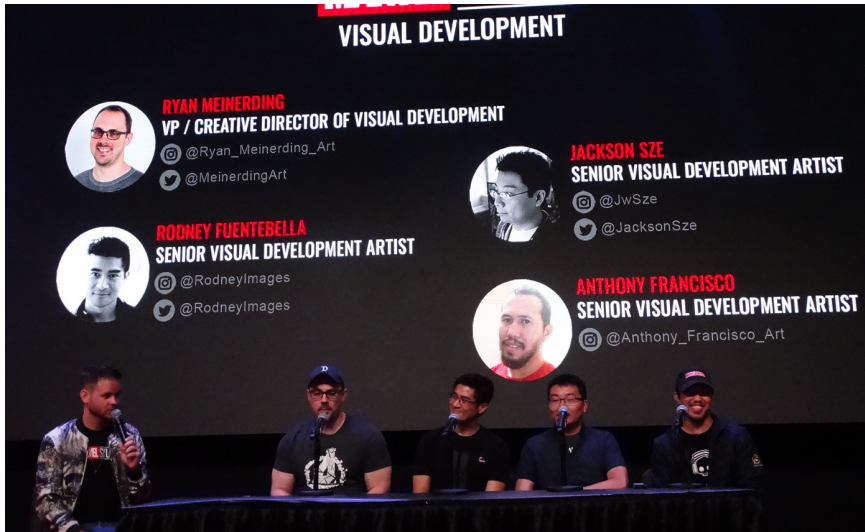 VISUAL DEVELOPMENT
RYAN MEINERDING
VP / CREATIVE DIRECTOR OF VISUAL DEVELOPMENT
@Ryan_Meinerding_Art
@MeinerdingArt
RODNEY FUENTEBELLA
SENIOR VISUAL DEVELOPMENT ARTIST
@RodneyImages
@RodneyImages
JACKSON SZE
SENIOR VISUAL DEVELOPMENT ARTIST
@JwSze
@JacksonSze
ANTHONY FRANCISCO
SENIOR VISUAL DEVELOPMENT ARTIST
@Anthony_Francisco_Art
D